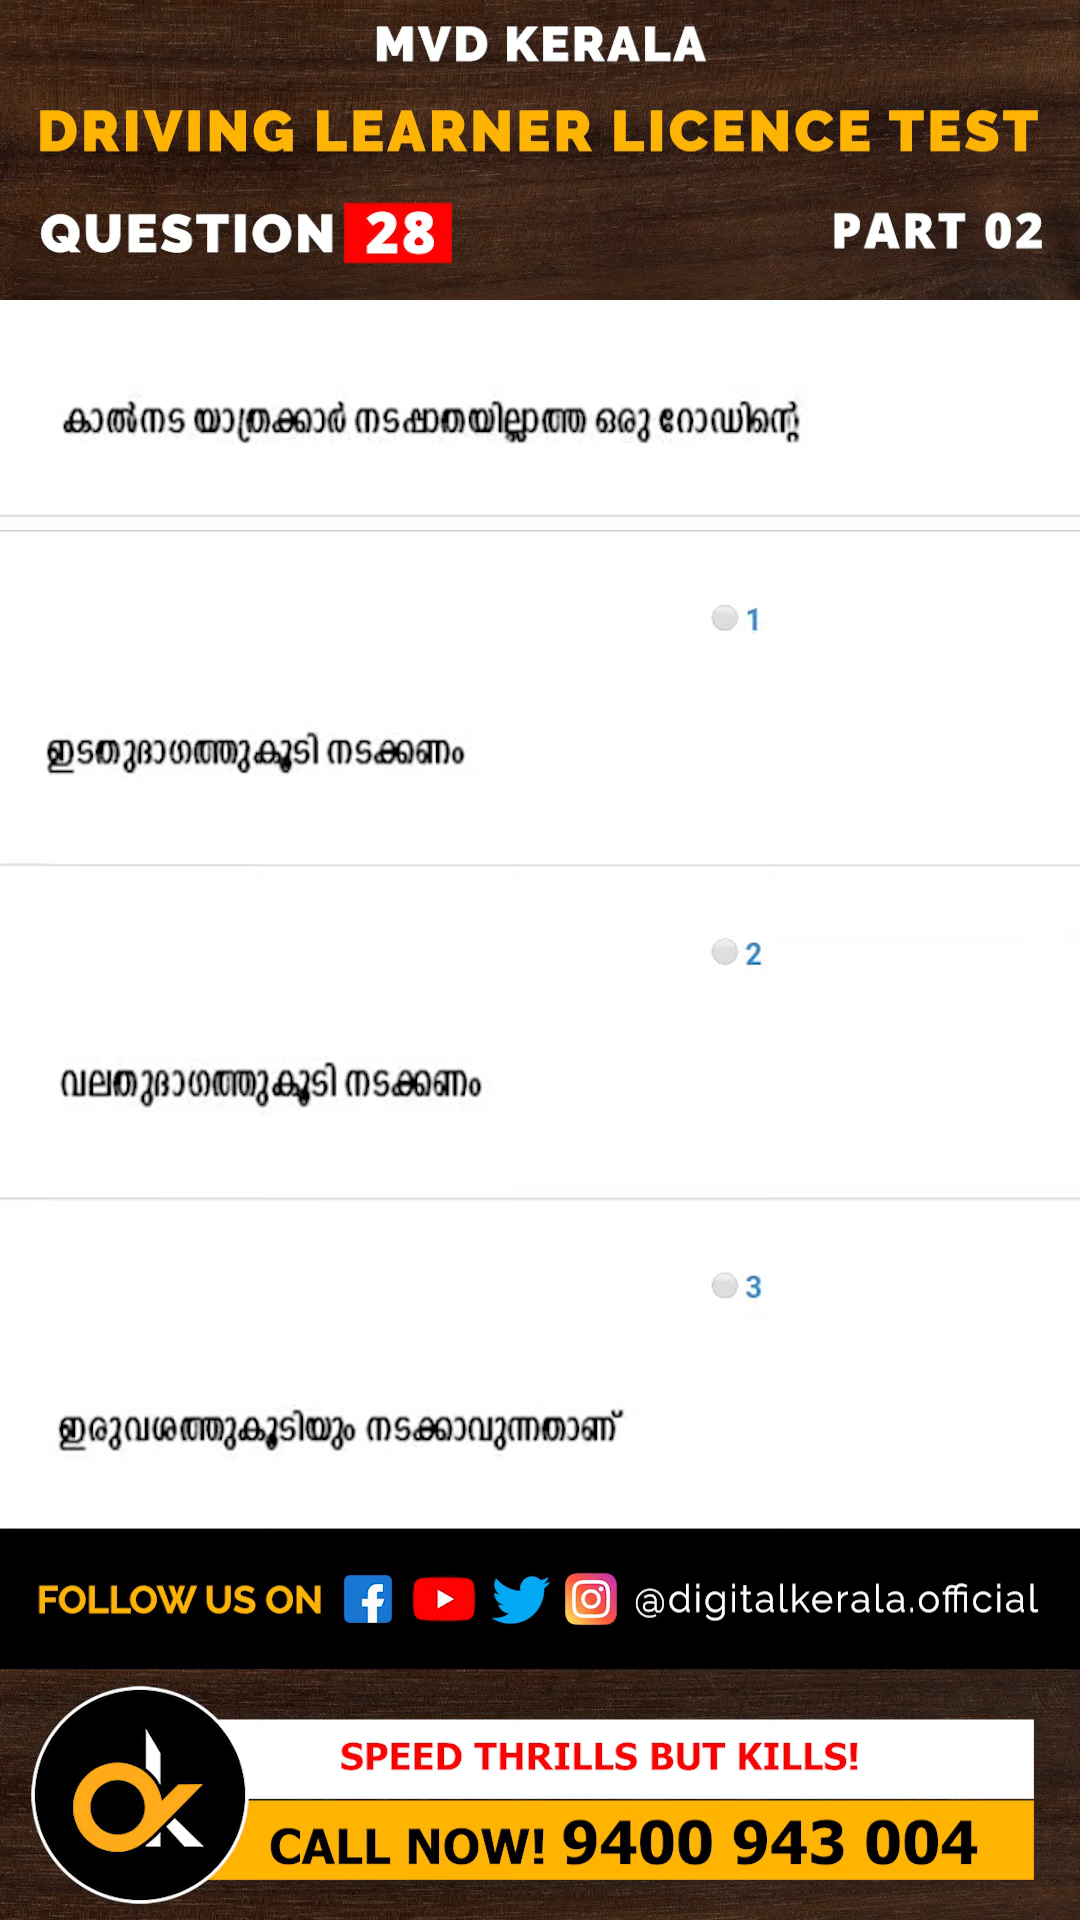 MVD KERALA
DRIVING LEARNER LICENCE TEST
QUESTION 28
PART 02
കാൽനട യാത്രക്കാർ നടപ്പാതയില്ലാത്ത ഒരു റോഡിന്റെ
1
ഇടതുഭാഗത്തുകൂടി നടക്കണം
2
വലതുഭാഗത്തുകൂടി നടക്കണം
3
ഇരുവശത്തുകൂടിയും നടക്കാവുന്നതാണ്
FOLLOW US ON @digitalkerala.official
SPEED THRILLS BUT KILLS!
CALL NOW! 9400 943 004